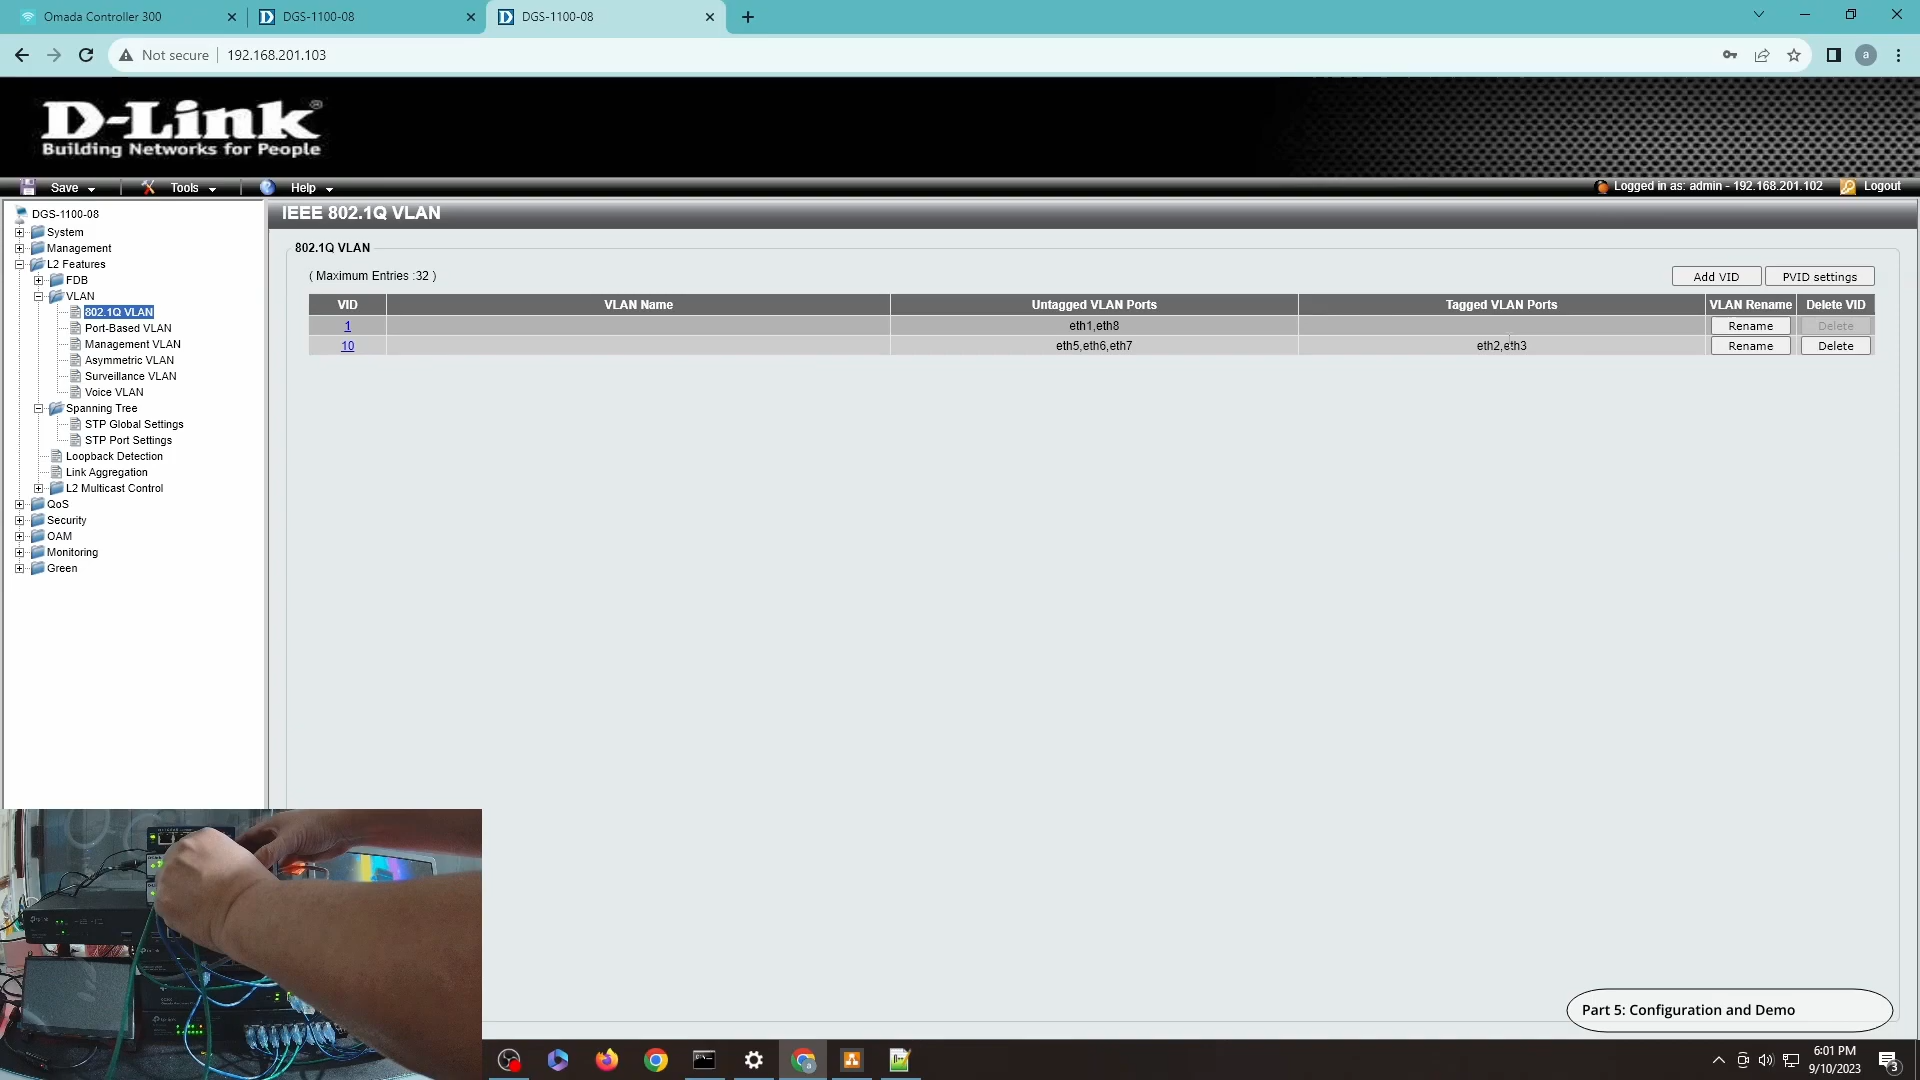 Omada Controller 300
DGS-1100-08
DGS-1100-08
Not secure
192.168.201.103
a
D-Link®
Building Networks for People
Save
Tools
Help
Logged in as: admin - 192.168.201.102
Logout
DGS-1100-08
System
Management
L2 Features
FDB
VLAN
802.1Q VLAN
Port-Based VLAN
Management VLAN
Asymmetric VLAN
Surveillance VLAN
Voice VLAN
Spanning Tree
STP Global Settings
STP Port Settings
Loopback Detection
Link Aggregation
L2 Multicast Control
QoS
Security
OAM
Monitoring
Green
IEEE 802.1Q VLAN
802.1Q VLAN
( Maximum Entries :32 )
Add VID
PVID settings
VID VLAN Name Untagged VLAN Ports Tagged VLAN Ports VLAN Rename Delete VID
1 eth1,eth8 Rename Delete
10 eth5,eth6,eth7 eth2,eth3 Rename Delete
Part 5: Configuration and Demo
6:01 PM
9/10/2023
3